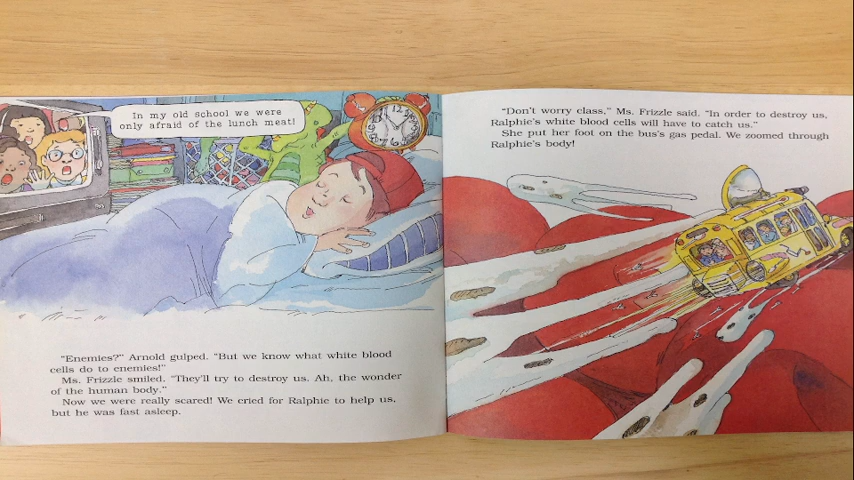 In my old school we were
only afraid of the lunch meat!
"Enemies?" Arnold gulped. "But we know what white blood
cells do to enemies!"
Ms. Frizzle smiled. "They'll try to destroy us. Ah, the wonder
of the human body."
Now we were really scared! We cried for Ralphie to help us,
but he was fast asleep.
"Don't worry class," Ms. Frizzle said. "In order to destroy us,
Ralphie's white blood cells will have to catch us."
She put her foot on the bus's gas pedal. We zoomed through
Ralphie's body!